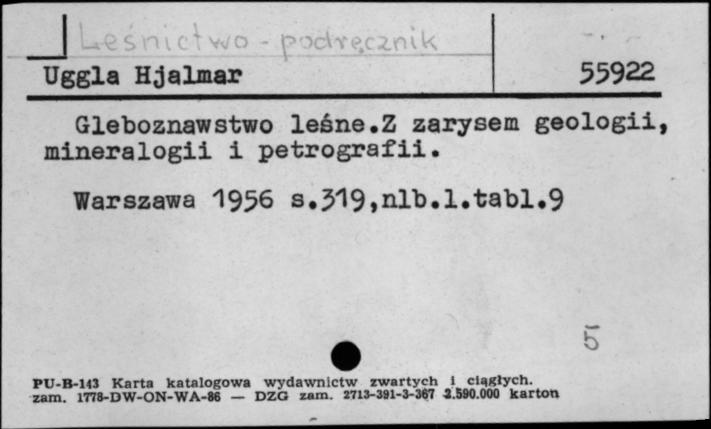 Leśnictwo - podręcznik
Uggla Hjalmar 55922
Gleboznawstwo leśne.Z zarysem geologii,
mineralogii i petrografii.
Warszawa 1956 s.319,nlb.l.tabl.9
5
PU-B-143 Karta katalogowa wydawnictw zwartych i ciągłych.
zam. 1778-DW-ON-WA-86 — DZG zam. 2713-391-3-367 2.590.000 karton